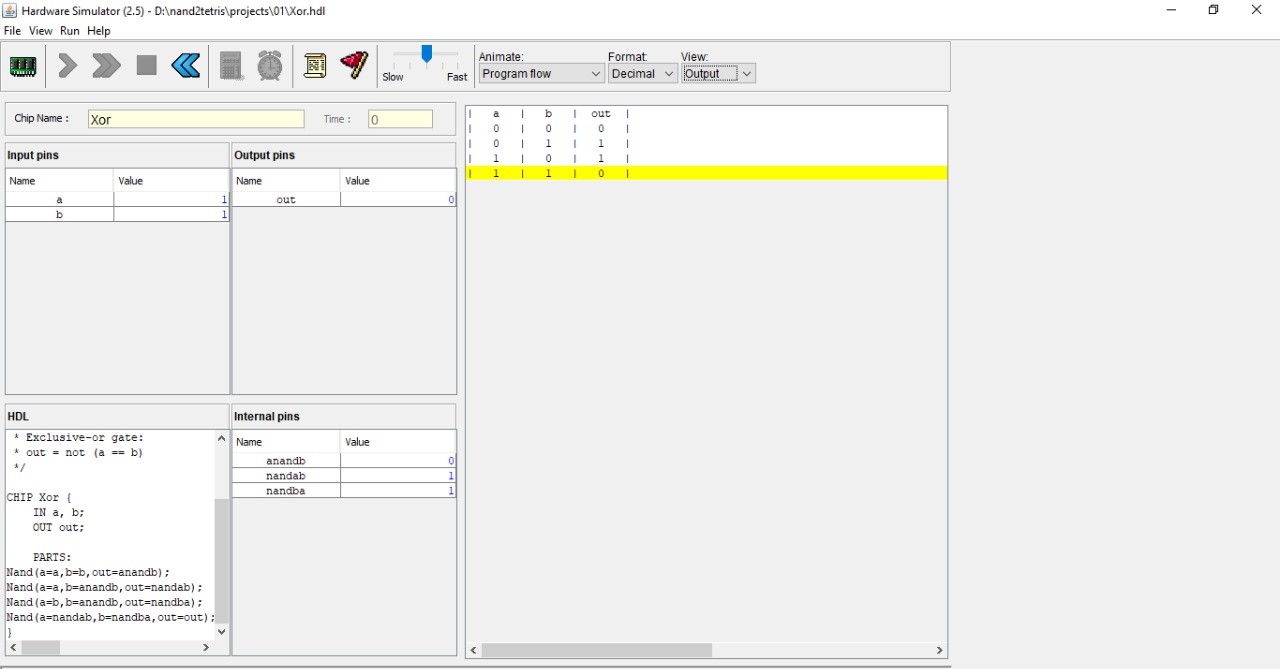 Hardware Simulator (2.5) - D:\nand2tetris\projects\01\Xor.hdl
File View Run Help
Slow Fast
Animate: Format: View:
Program flow Decimal Output
Chip Name : Xor Time : 0
Input pins
Name Value
a 1
b 1
Output pins
Name Value
out 0
HDL
* Exclusive-or gate:
* out = not (a == b)
*/
CHIP Xor {
IN a, b;
OUT out;
PARTS:
Nand(a=a,b=b,out=anandb);
Nand(a=a,b=anandb,out=nandab);
Nand(a=b,b=anandb,out=nandba);
Nand(a=nandab,b=nandba,out=out);
}
Internal pins
Name Value
anandb 0
nandab 1
nandba 1
| a | b | out |
| 0 | 0 | 0 |
| 0 | 1 | 1 |
| 1 | 0 | 1 |
| 1 | 1 | 0 |